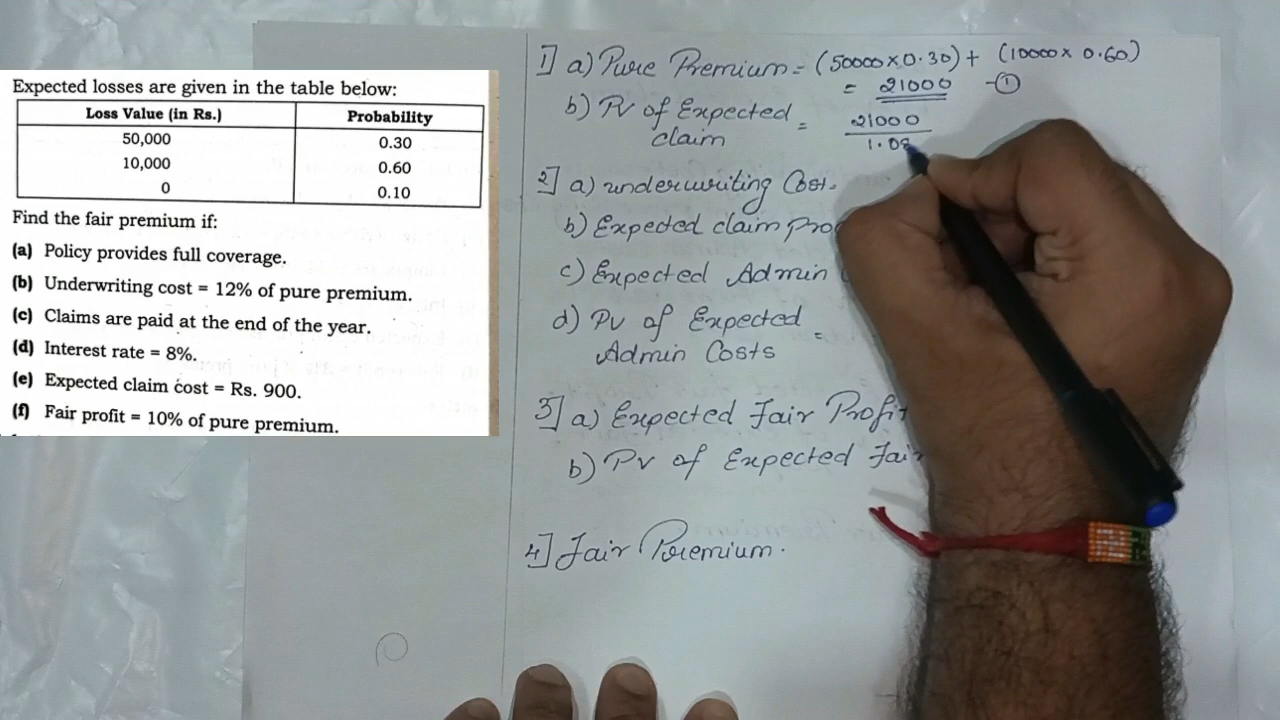 Expected losses are given in the table below:
Loss Value (in Rs.) Probability
50,000 0.30
10,000 0.60
0 0.10
Find the fair premium if:
(a) Policy provides full coverage.
(b) Underwriting cost = 12% of pure premium.
(c) Claims are paid at the end of the year.
(d) Interest rate = 8%.
(e) Expected claim cost = Rs. 900.
(f) Fair profit = 10% of pure premium.
1] a) Pure Premium = (50000 x 0.30) + (10000 x 0.60)
= 21000 -①
b) PV of Expected claim = 21000
1.08
2] a) underwriting Cost.
b) Expected claim
c) Expected Admin
d) PV of Expected =
Admin Costs
3] a) Expected Fair Profit
b) PV of Expected
4] Fair Premium.